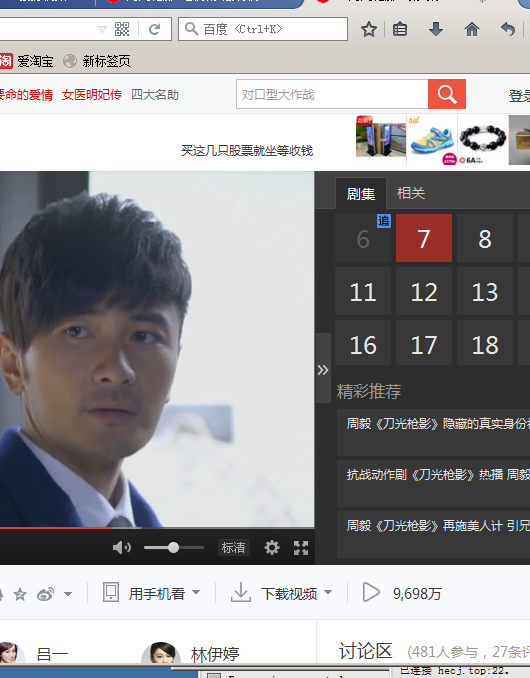 百度 <Ctrl+K>
淘 爱淘宝 新标签页
要命的爱情 女医明妃传 四大名助
对口型大作战
登录
买这几只股票就坐等收钱
361°
6A
剧集 相关
6 追 7 8
11 12 13
16 17 18
精彩推荐
周毅《刀光枪影》隐藏的真实身份
抗战动作剧《刀光枪影》热播 周毅
周毅《刀光枪影》再施美人计 引兄
标清
用手机看 下载视频 9,698万
吕一 林伊婷
讨论区 (481人参与，27条评
已连接 hecj.top:22.